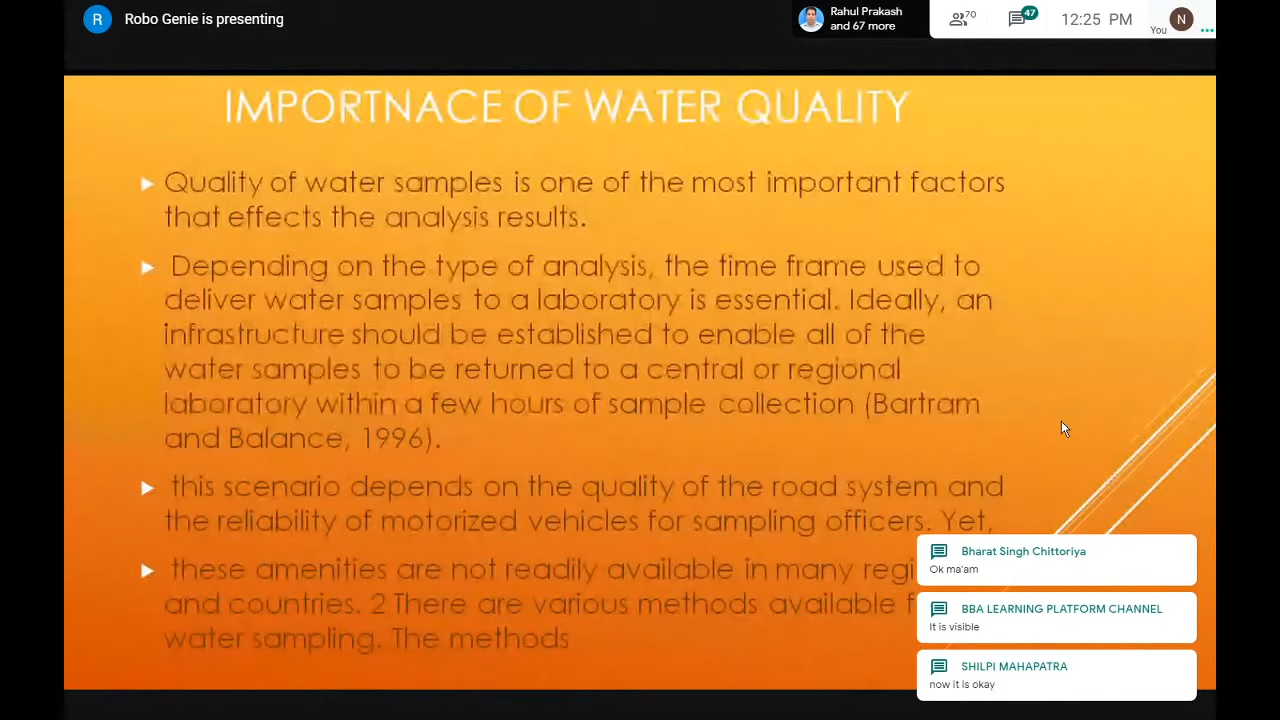 R Robo Genie is presenting
Rahul Prakash
and 67 more
70
47
12:25 PM
You
N
IMPORTNACE OF WATER QUALITY
Quality of water samples is one of the most important factors
that effects the analysis results.
Depending on the type of analysis, the time frame used to
deliver water samples to a laboratory is essential. Ideally, an
infrastructure should be established to enable all of the
water samples to be returned to a central or regional
laboratory within a few hours of sample collection (Bartram
and Balance, 1996).
this scenario depends on the quality of the road system and
the reliability of motorized vehicles for sampling officers. Yet,
these amenities are not readily available in many regi
and countries. 2 There are various methods available f
water sampling. The methods
Bharat Singh Chittoriya
Ok ma'am
BBA LEARNING PLATFORM CHANNEL
It is visible
SHILPI MAHAPATRA
now it is okay